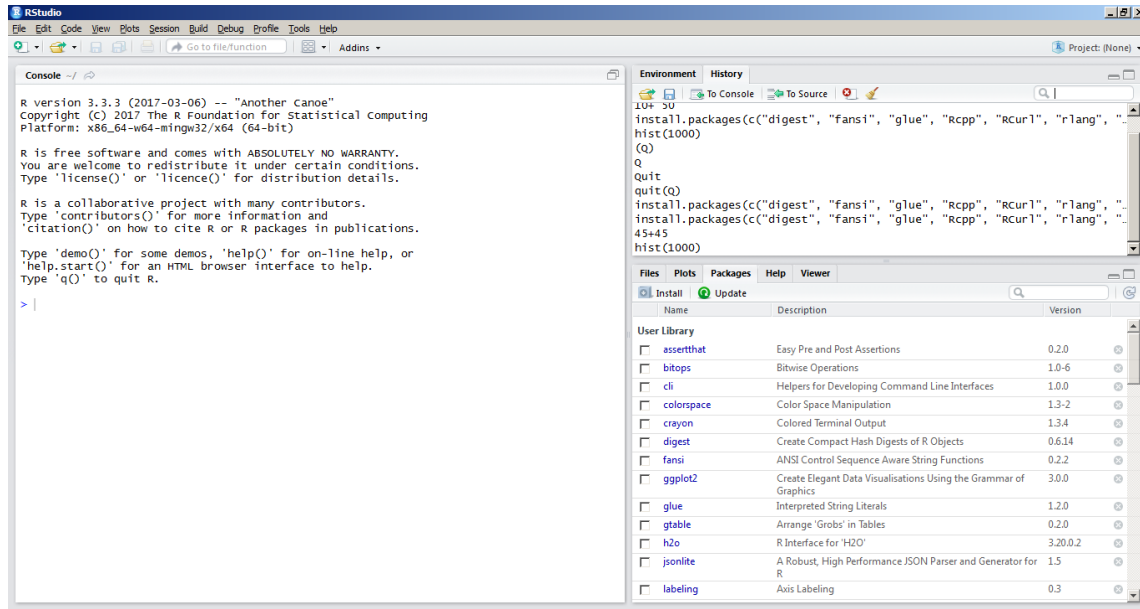 RStudio
File Edit Code View Plots Session Build Debug Profile Tools Help
Go to file/function Addins Project: (None)
Console ~/
R version 3.3.3 (2017-03-06) -- "Another Canoe"
Copyright (C) 2017 The R Foundation for Statistical Computing
Platform: x86_64-w64-mingw32/x64 (64-bit)
R is free software and comes with ABSOLUTELY NO WARRANTY.
You are welcome to redistribute it under certain conditions.
Type 'license()' or 'licence()' for distribution details.
R is a collaborative project with many contributors.
Type 'contributors()' for more information and
'citation()' on how to cite R or R packages in publications.
Type 'demo()' for some demos, 'help()' for on-line help, or
'help.start()' for an HTML browser interface to help.
Type 'q()' to quit R.
>
Environment History
To Console To Source
10+ 50
install.packages(c("digest", "fansi", "glue", "Rcpp", "RCurl", "rlang", "…
hist(1000)
(Q)
Q
Quit
quit(Q)
install.packages(c("digest", "fansi", "glue", "Rcpp", "RCurl", "rlang", "…
install.packages(c("digest", "fansi", "glue", "Rcpp", "RCurl", "rlang", "…
45+45
hist(1000)
Files Plots Packages Help Viewer
Install Update
Name Description Version
User Library
assertthat Easy Pre and Post Assertions 0.2.0
bitops Bitwise Operations 1.0-6
cli Helpers for Developing Command Line Interfaces 1.0.0
colorspace Color Space Manipulation 1.3-2
crayon Colored Terminal Output 1.3.4
digest Create Compact Hash Digests of R Objects 0.6.14
fansi ANSI Control Sequence Aware String Functions 0.2.2
ggplot2 Create Elegant Data Visualisations Using the Grammar of 3.0.0
Graphics
glue Interpreted String Literals 1.2.0
gtable Arrange 'Grobs' in Tables 0.2.0
h2o R Interface for 'H2O' 3.20.0.2
jsonlite A Robust, High Performance JSON Parser and Generator for 1.5
R
labeling Axis Labeling 0.3